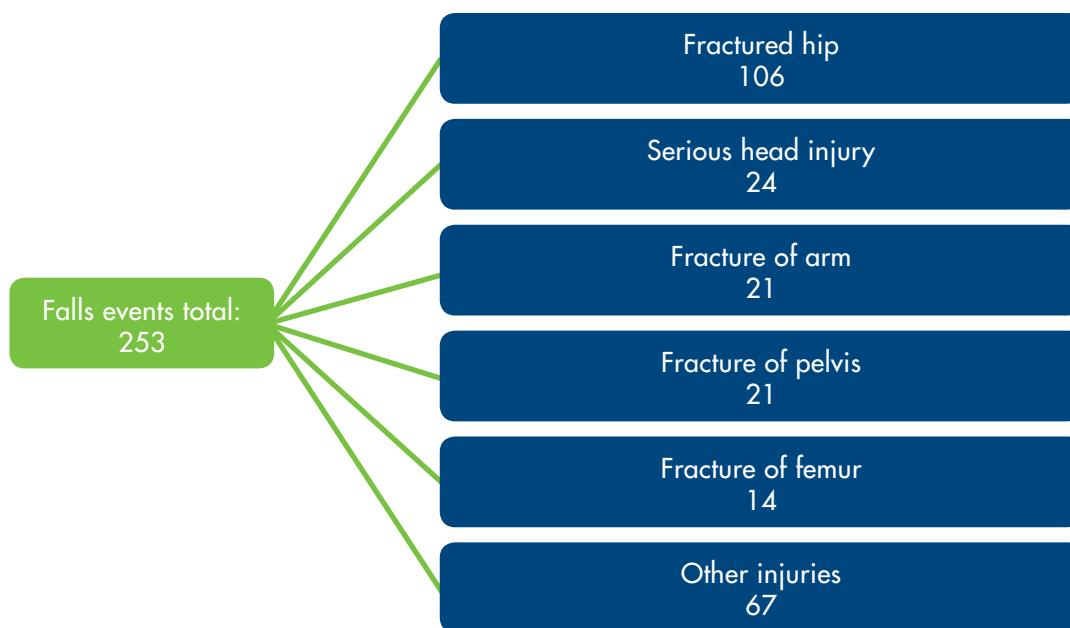 Fractured hip
106
Serious head injury
24
Fracture of arm
21
Falls events total:
253
Fracture of pelvis
21
Fracture of femur
14
Other injuries
67